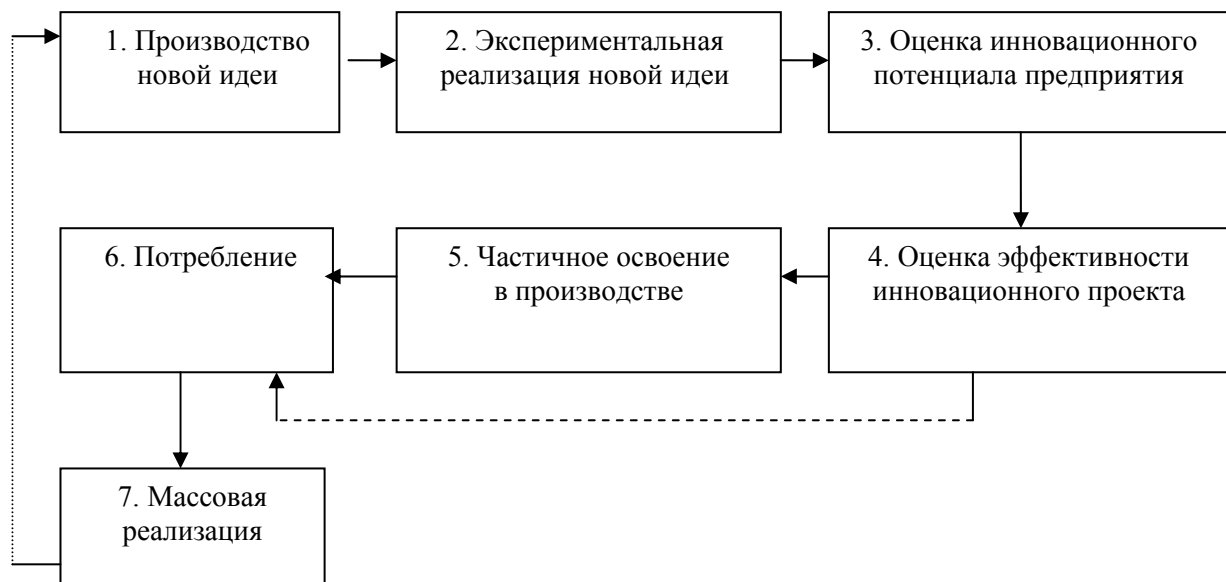 1. Производство
новой идеи
2. Экспериментальная
реализация новой идеи
3. Оценка инновационного
потенциала предприятия
6. Потребление
5. Частичное освоение
в производстве
4. Оценка эффективности
инновационного проекта
7. Массовая
реализация